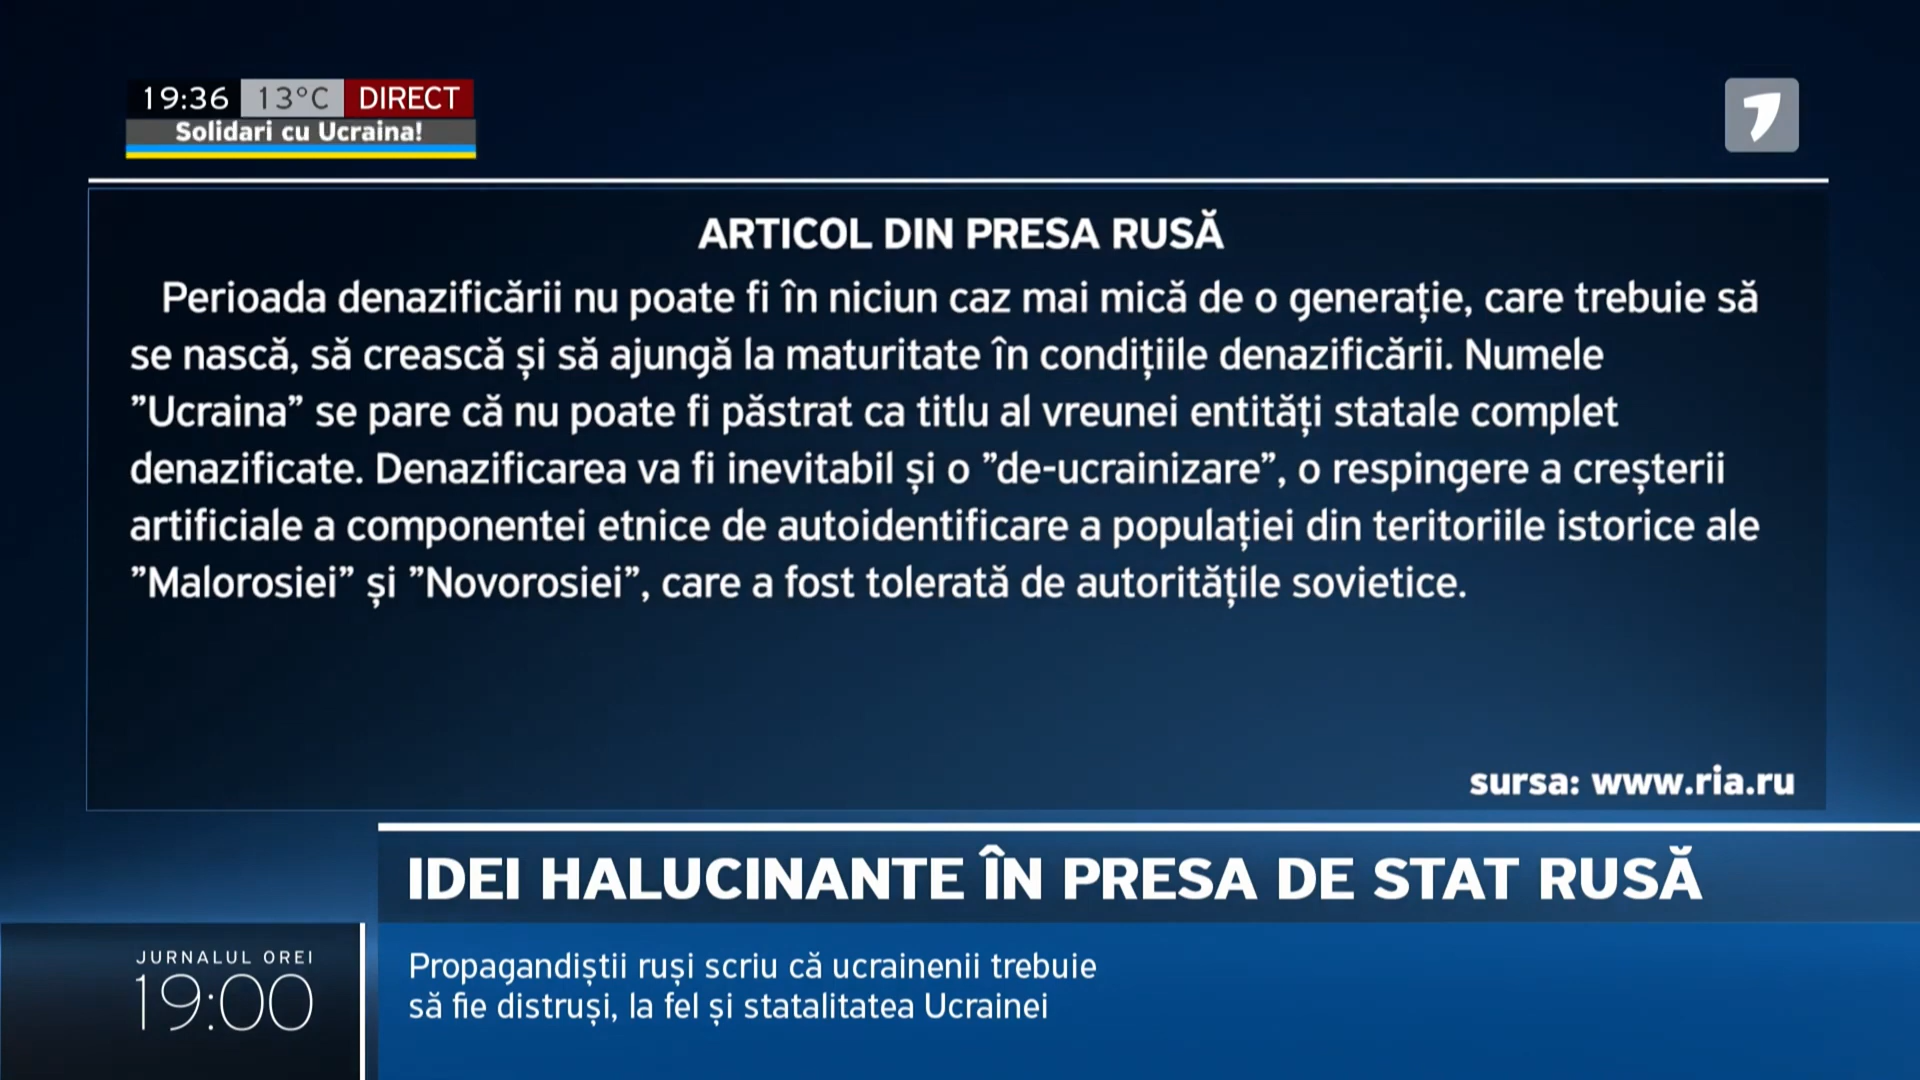 19:36 13°C DIRECT
Solidari cu Ucraina!
ARTICOL DIN PRESA RUSĂ
Perioada denazificării nu poate fi în niciun caz mai mică de o generație, care trebuie să
se nască, să crească și să ajungă la maturitate în condițiile denazificării. Numele
”Ucraina” se pare că nu poate fi păstrat ca titlu al vreunei entități statale complet
denazificate. Denazificarea va fi inevitabil și o ”de-ucrainizare”, o respingere a creșterii
artificiale a componentei etnice de autoidentificare a populației din teritoriile istorice ale
”Malorosiei” și ”Novorosiei”, care a fost tolerată de autoritățile sovietice.
sursa: www.ria.ru
IDEI HALUCINANTE ÎN PRESA DE STAT RUSĂ
JURNALUL OREI
19:00
Propagandiștii ruși scriu că ucrainenii trebuie
să fie distruși, la fel și statalitatea Ucrainei